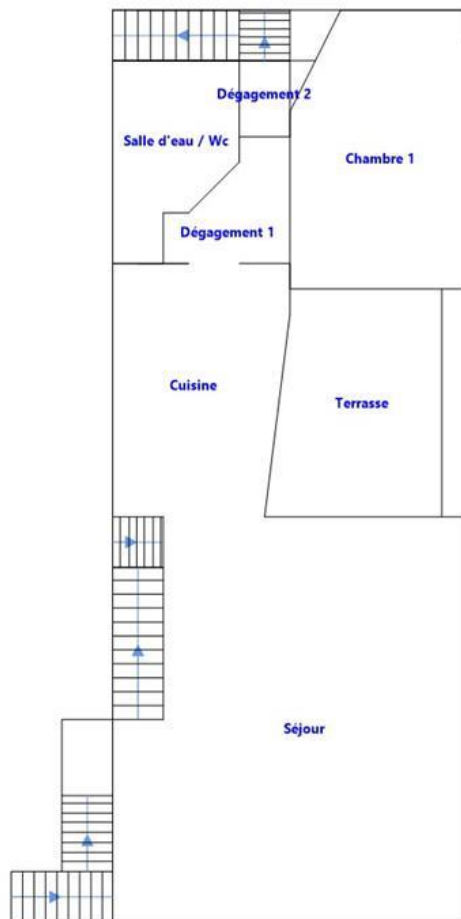 Dégagement 2
Salle d'eau / Wc
Chambre 1
Dégagement 1
Cuisine
Terrasse
Séjour